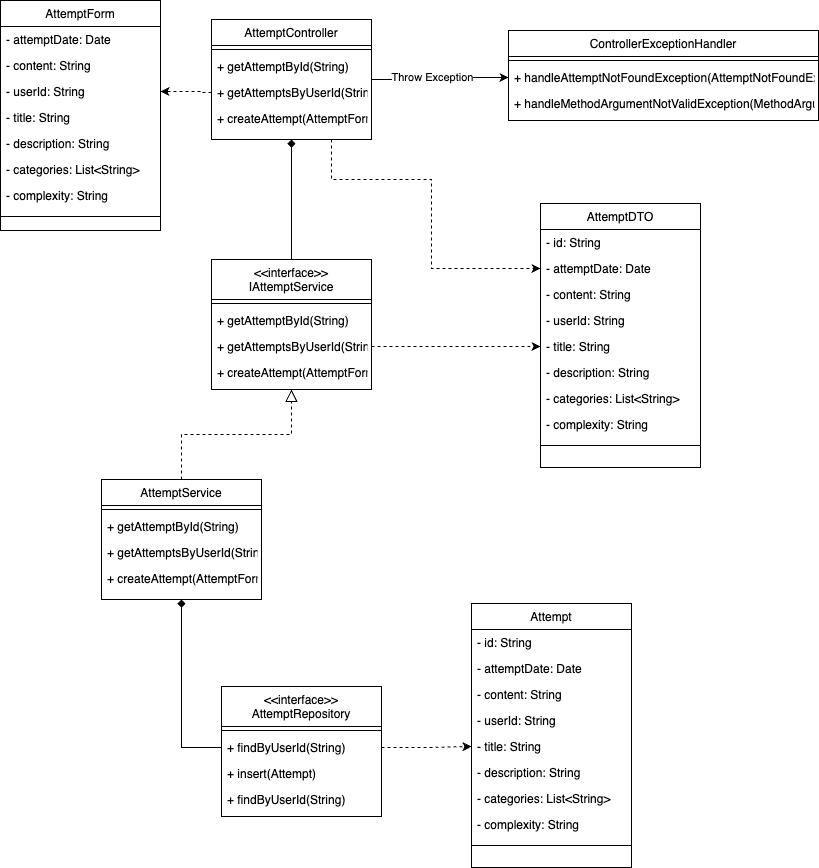 AttemptForm
- attemptDate: Date
- content: String
- userId: String
- title: String
- description: String
- categories: List<String>
- complexity: String
AttemptController
+ getAttemptById(String)
+ getAttemptsByUserId(Strin
+ createAttempt(AttemptForm
Throw Exception
ControllerExceptionHandler
+ handleAttemptNotFoundException(AttemptNotFoundEx
+ handleMethodArgumentNotValidException(MethodArgu
AttemptDTO
- id: String
- attemptDate: Date
- content: String
- userId: String
- title: String
- description: String
- categories: List<String>
- complexity: String
<<interface>>
IAttemptService
+ getAttemptById(String)
+ getAttemptsByUserId(Strin
+ createAttempt(AttemptForm
AttemptService
+ getAttemptById(String)
+ getAttemptsByUserId(Strin
+ createAttempt(AttemptForm
<<interface>>
AttemptRepository
+ findByUserId(String)
+ insert(Attempt)
+ findByUserId(String)
Attempt
- id: String
- attemptDate: Date
- content: String
- userId: String
- title: String
- description: String
- categories: List<String>
- complexity: String